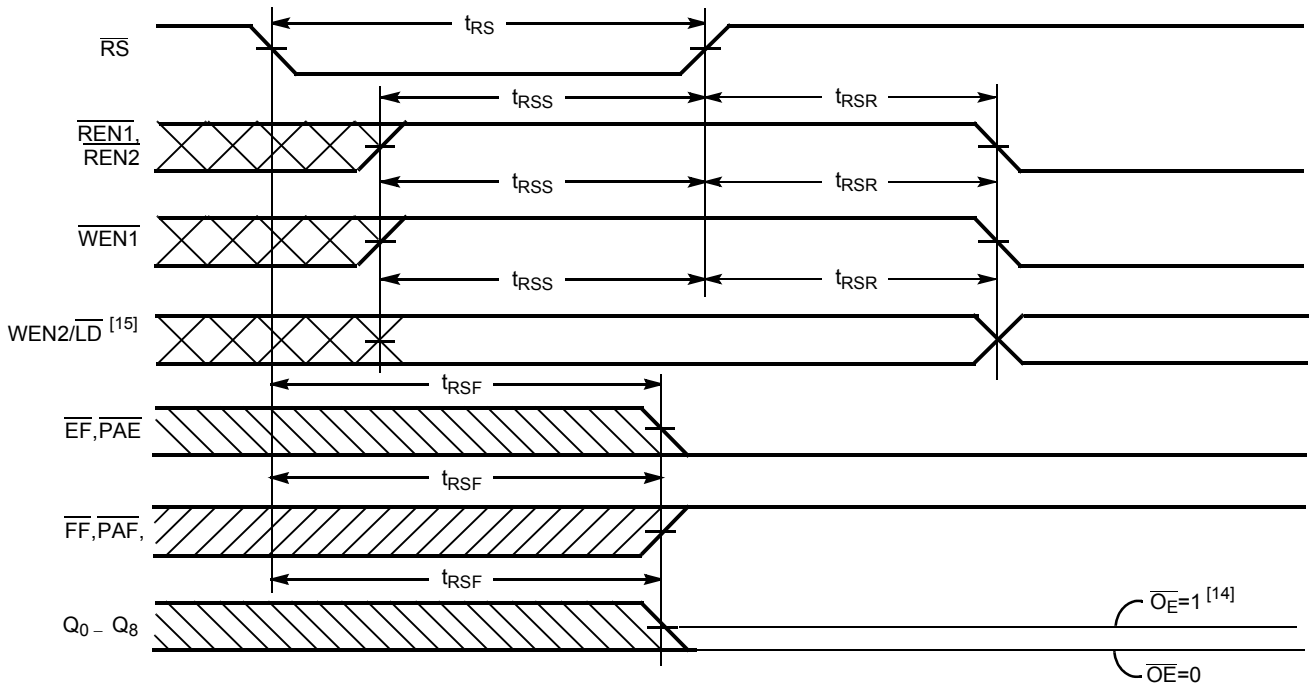 tRS
RS
tRSS
tRSR
REN1,
REN2
tRSS
tRSR
WEN1
tRSS
tRSR
WEN2/LD [15]
tRSF
EF,PAE
tRSF
FF,PAF,
tRSF
OE=1 [14]
Q0 – Q8
OE=0